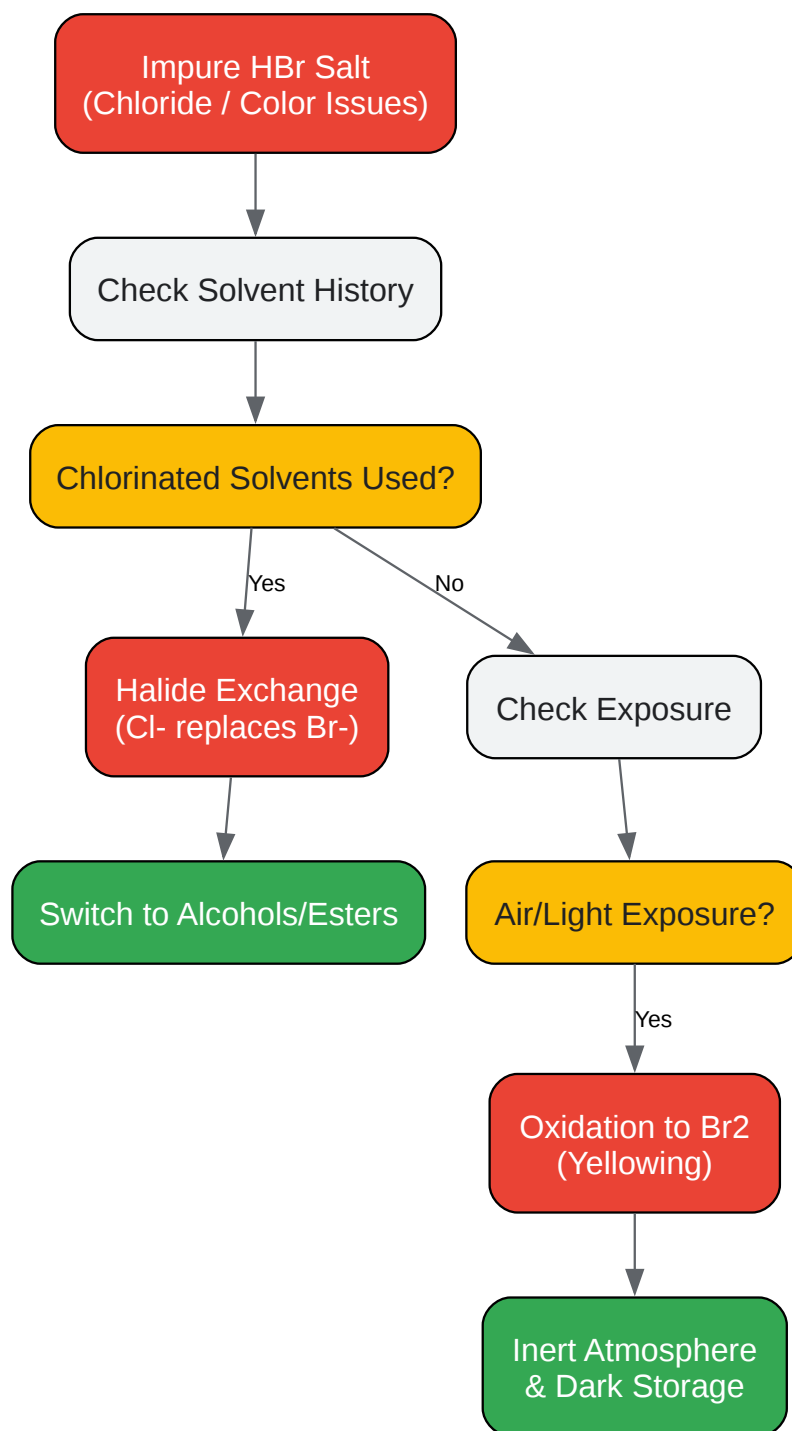 Impure HBr Salt
(Chloride / Color Issues)
Check Solvent History
Chlorinated Solvents Used?
Yes
No
Halide Exchange
(Cl- replaces Br-)
Check Exposure
Switch to Alcohols/Esters
Air/Light Exposure?
Yes
Oxidation to Br2
(Yellowing)
Inert Atmosphere
& Dark Storage